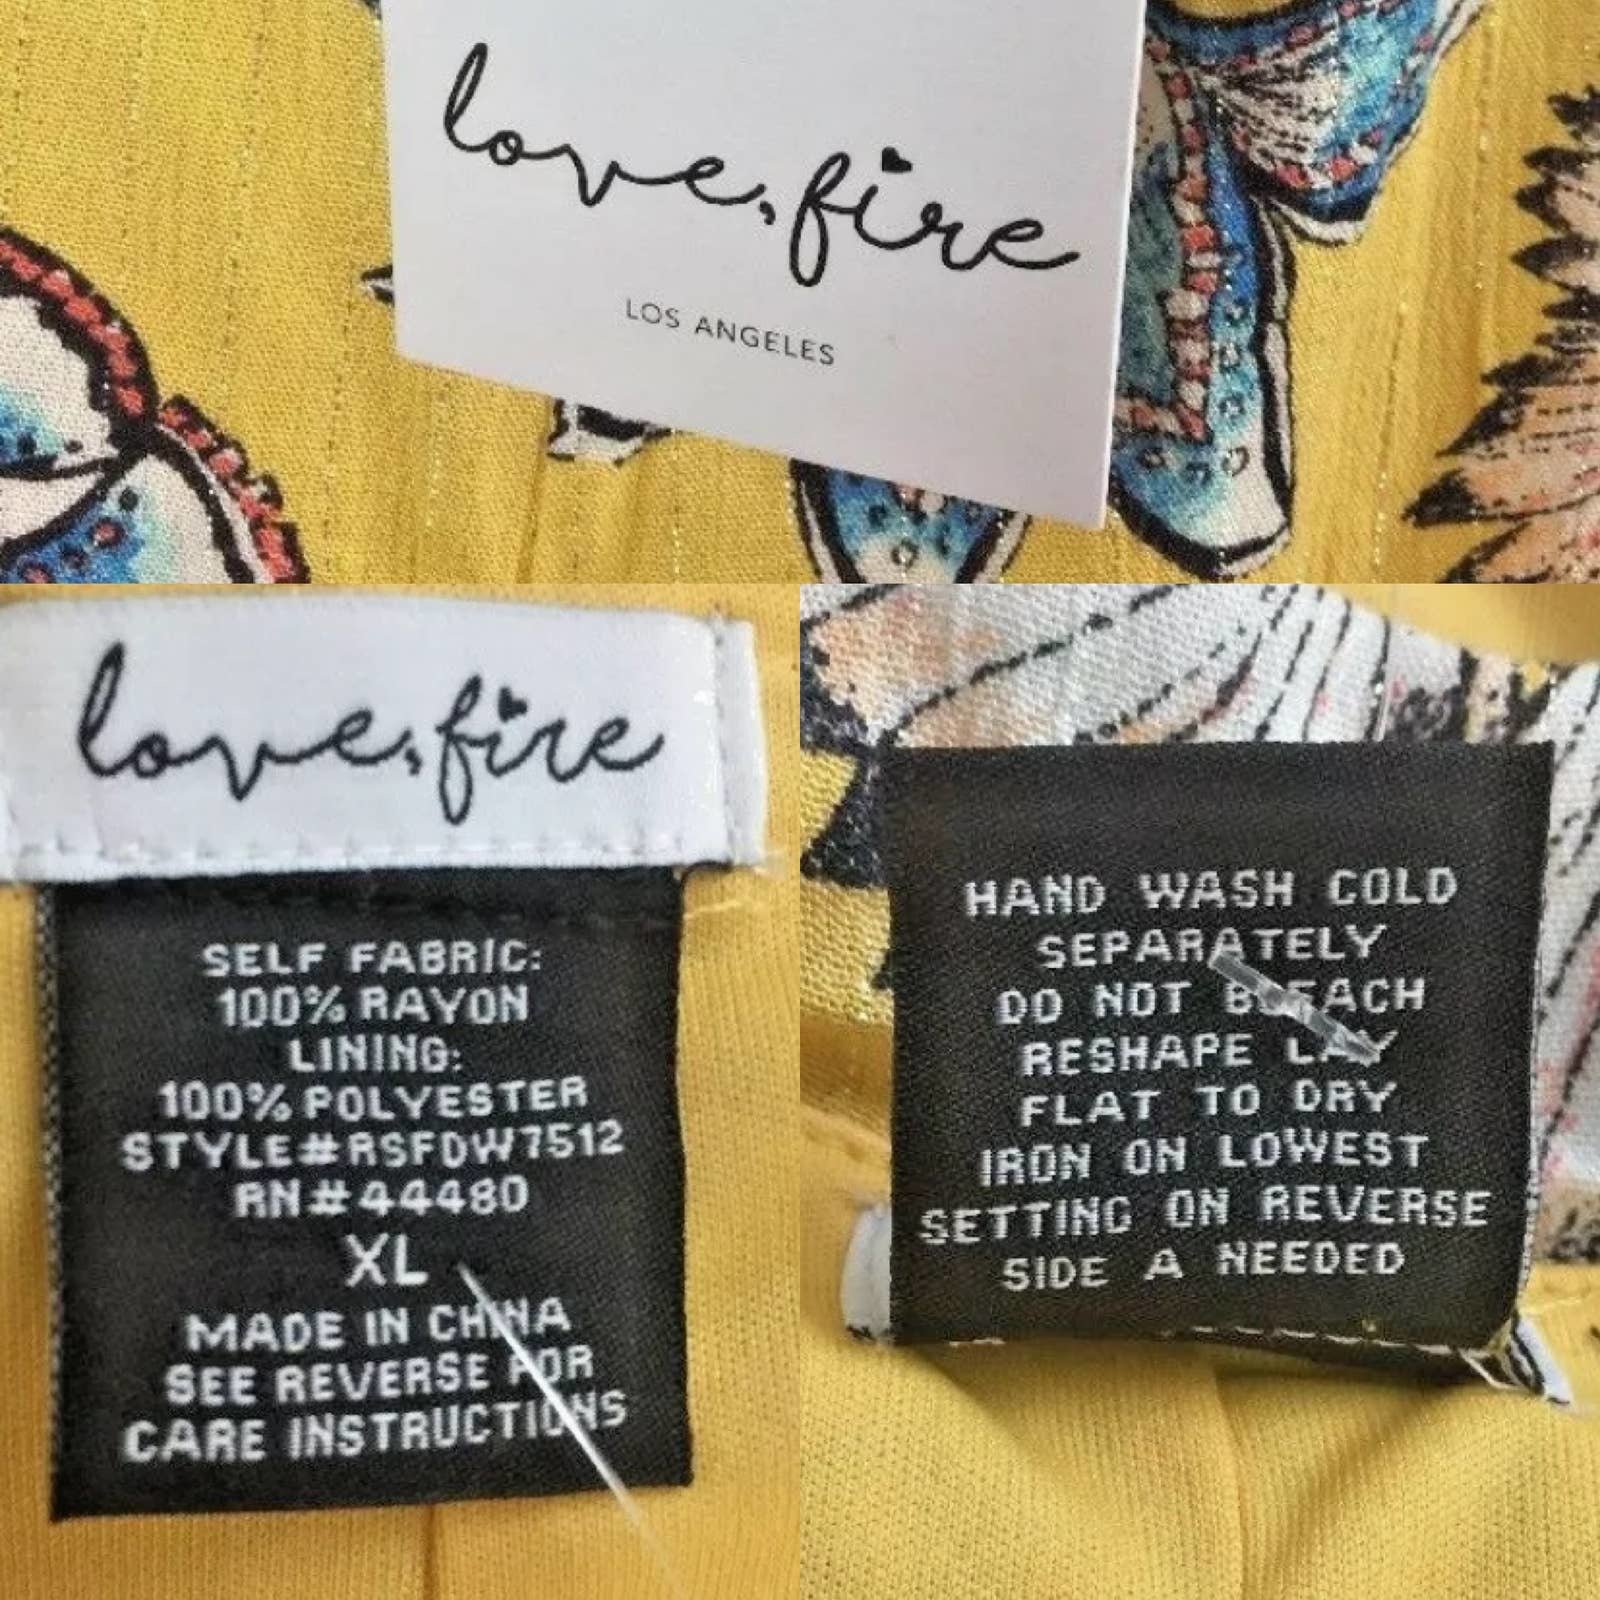 love, fire
LOS ANGELES
love, fire
SELF FABRIC:
100% RAYON
LINING:
100% POLYESTER
STYLE#RSFDW7512
RN#44480
XL
MADE IN CHINA
SEE REVERSE FOR
CARE INSTRUCTIONS
HAND WASH COLD
SEPARATELY
DO NOT BLEACH
RESHAPE LAY
FLAT TO DRY
IRON ON LOWEST
SETTING ON REVERSE
SIDE A NEEDED